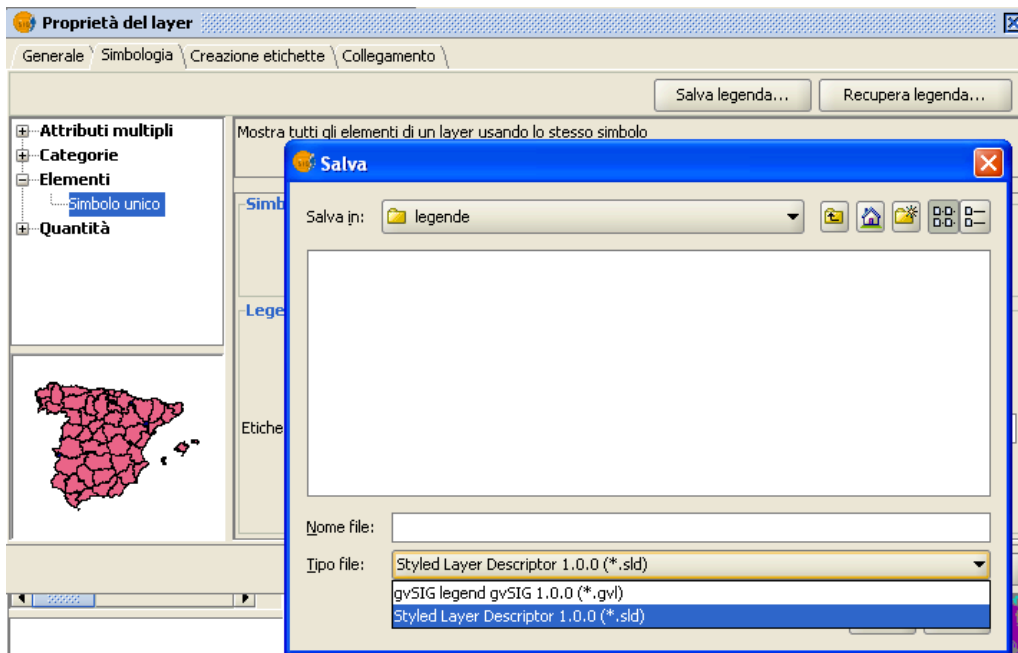 Proprietà del layer
Generale Simbologia Creazione etichette Collegamento
Salva legenda... Recupera legenda...
Attributi multipli
Categorie
Elementi
Simbolo unico
Quantità
Mostra tutti gli elementi di un layer usando lo stesso simbolo
Simb
Lege
Etiche
Salva
Salva in: legende
Nome file:
Tipo file: Styled Layer Descriptor 1.0.0 (*.sld)
gvSIG legend gvSIG 1.0.0 (*.gvl)
Styled Layer Descriptor 1.0.0 (*.sld)